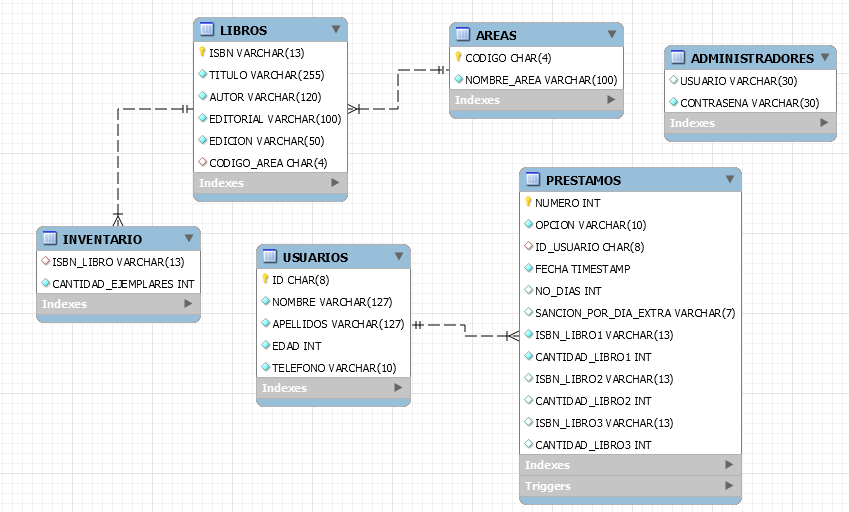 LIBROS
ISBN VARCHAR(13)
TITULO VARCHAR(255)
AUTOR VARCHAR(120)
EDITORIAL VARCHAR(100)
EDICION VARCHAR(50)
CODIGO_AREA CHAR(4)
Indexes
AREAS
CODIGO CHAR(4)
NOMBRE_AREA VARCHAR(100)
Indexes
ADMINISTRADORES
USUARIO VARCHAR(30)
CONTRASENA VARCHAR(30)
Indexes
INVENTARIO
ISBN_LIBRO VARCHAR(13)
CANTIDAD_EJEMPLARES INT
Indexes
USUARIOS
ID CHAR(8)
NOMBRE VARCHAR(127)
APELLIDOS VARCHAR(127)
EDAD INT
TELEFONO VARCHAR(10)
Indexes
PRESTAMOS
NUMERO INT
OPCION VARCHAR(10)
ID_USUARIO CHAR(8)
FECHA TIMESTAMP
NO_DIAS INT
SANCION_POR_DIA_EXTRA VARCHAR(7)
ISBN_LIBRO1 VARCHAR(13)
CANTIDAD_LIBRO1 INT
ISBN_LIBRO2 VARCHAR(13)
CANTIDAD_LIBRO2 INT
ISBN_LIBRO3 VARCHAR(13)
CANTIDAD_LIBRO3 INT
Indexes
Triggers